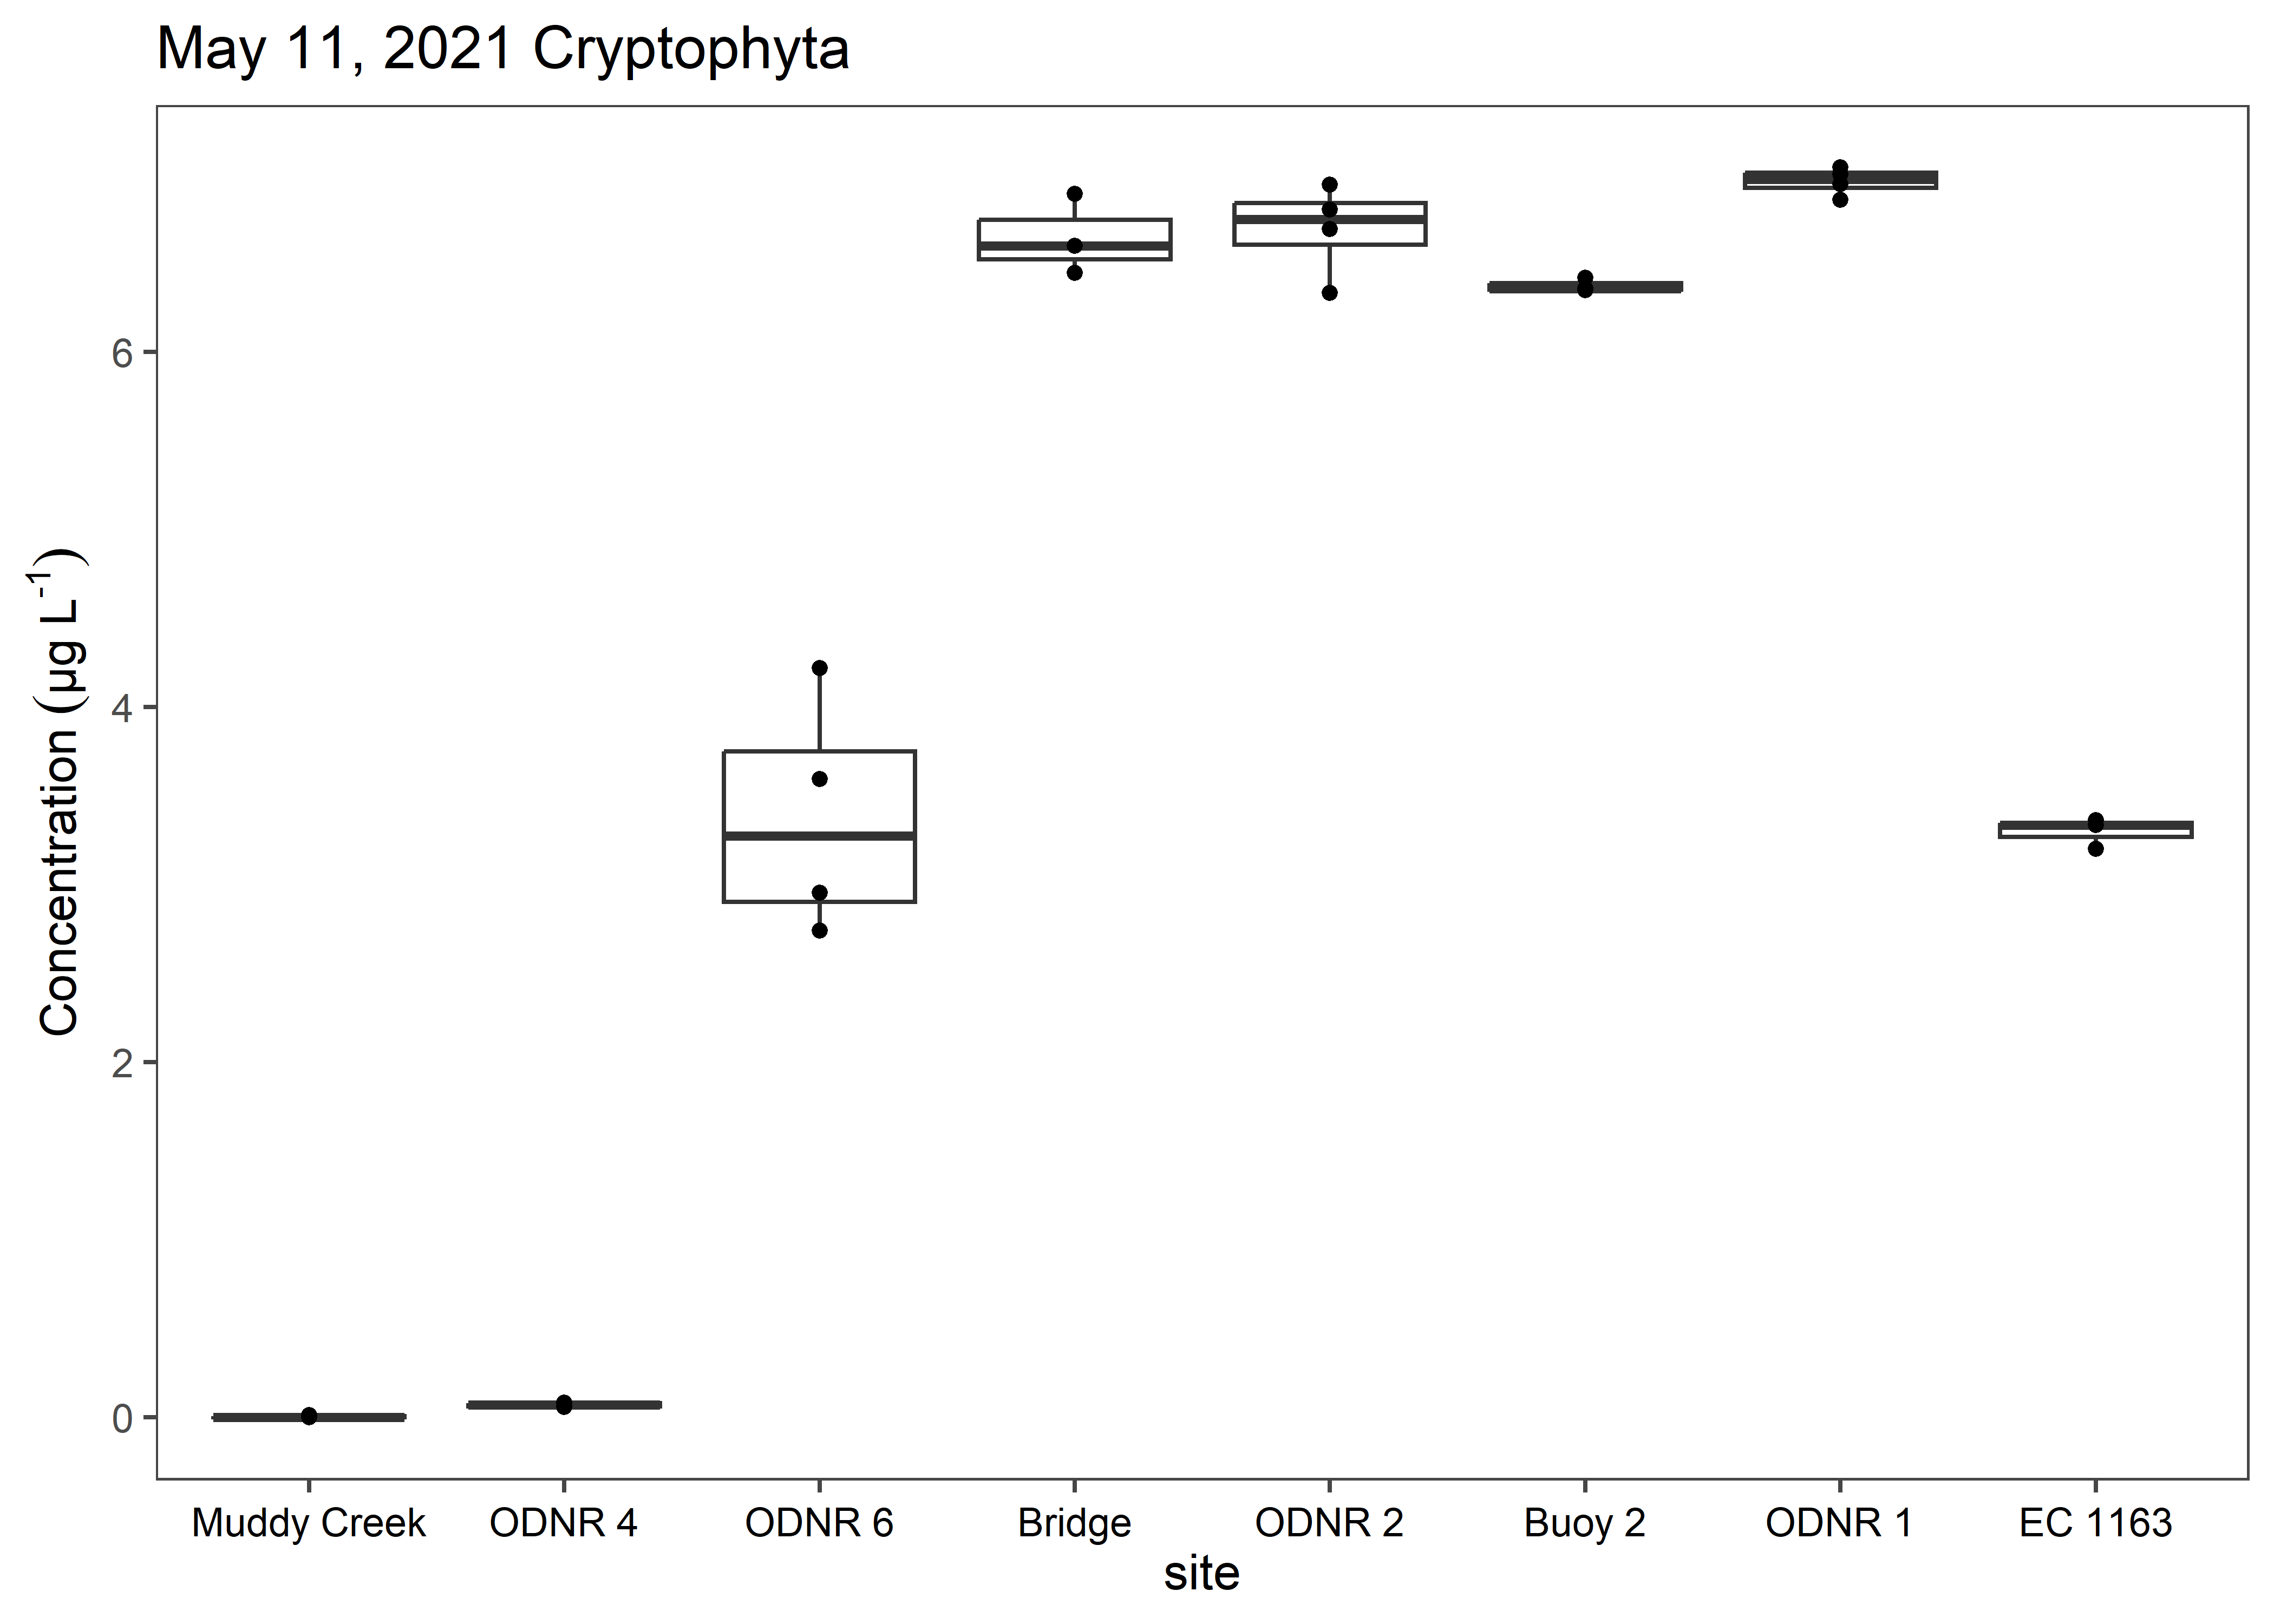 May 11, 2021 Cryptophyta
Concentration (µg L⁻¹)
6
4
2
0
Muddy Creek ODNR 4 ODNR 6 Bridge ODNR 2 Buoy 2 ODNR 1 EC 1163
site